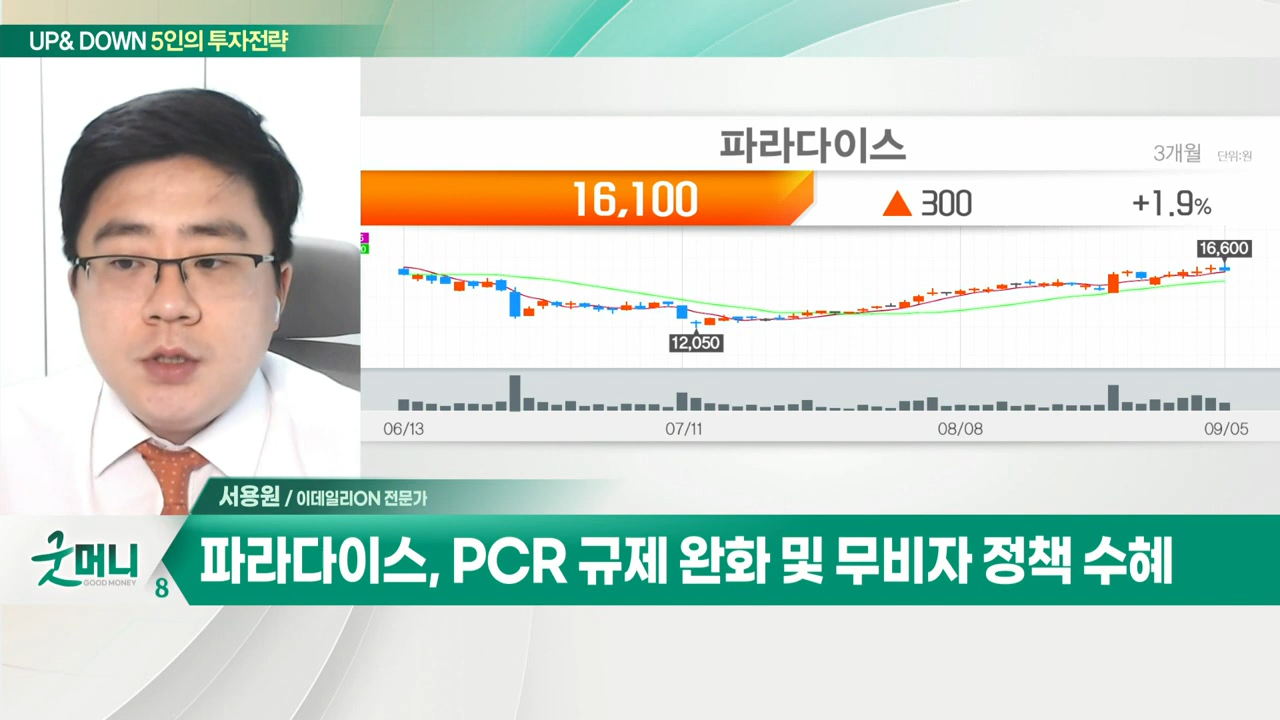 UP& DOWN 5인의 투자전략
파라다이스
3개월 단위:원
16,100 ▲ 300 +1.9%
16,600
12,050
06/13 07/11 08/08 09/05
서용원 / 이데일리ON 전문가
굿머니
GOOD MONEY
8
파라다이스, PCR 규제 완화 및 무비자 정책 수혜